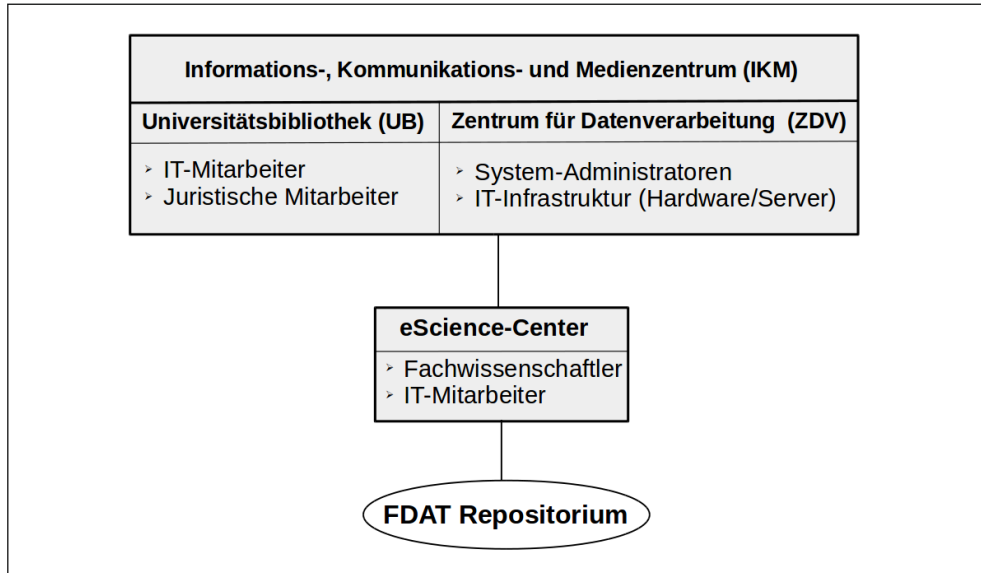 Informations-, Kommunikations- und Medienzentrum (IKM)
Universitätsbibliothek (UB)
Zentrum für Datenverarbeitung (ZDV)
➢ IT-Mitarbeiter
➢ Juristische Mitarbeiter
➢ System-Administratoren
➢ IT-Infrastruktur (Hardware/Server)
eScience-Center
➢ Fachwissenschaftler
➢ IT-Mitarbeiter
FDAT Repositorium